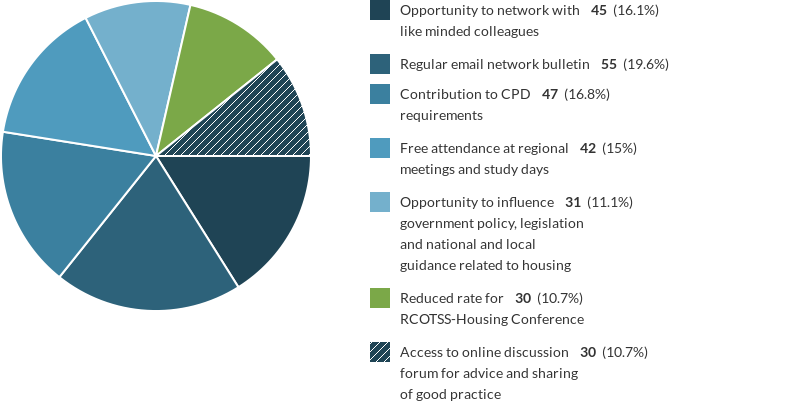 Opportunity to network with 45 (16.1%)
like minded colleagues
Regular email network bulletin 55 (19.6%)
Contribution to CPD 47 (16.8%)
requirements
Free attendance at regional 42 (15%)
meetings and study days
Opportunity to influence 31 (11.1%)
government policy, legislation
and national and local
guidance related to housing
Reduced rate for 30 (10.7%)
RCOTSS-Housing Conference
Access to online discussion 30 (10.7%)
forum for advice and sharing
of good practice